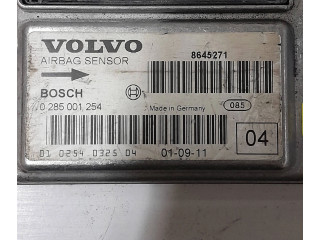 VOLVO
8645271
AIRBAG SENSOR
BOSCH
0 285 001 254
Made in Germany
085
04
01 0254 0325 04
01-09-11